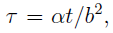 τ = αt/b²,